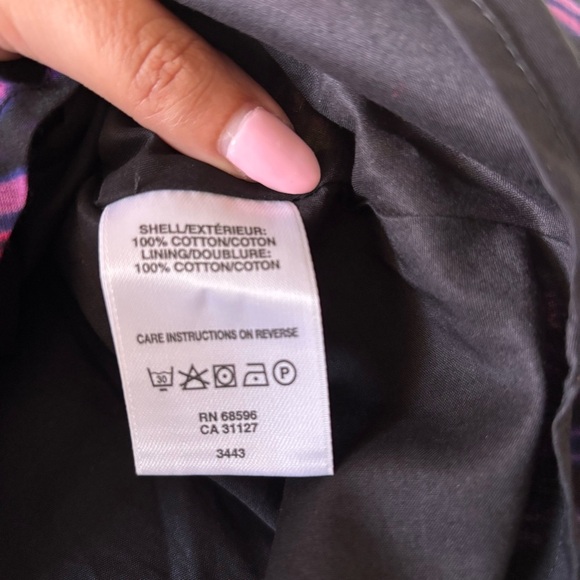 SHELL/EXTÉRIEUR:
100% COTTON/COTON
LINING/DOUBLURE:
100% COTTON/COTON
CARE INSTRUCTIONS ON REVERSE
30 P
RN 68596
CA 31127
3443